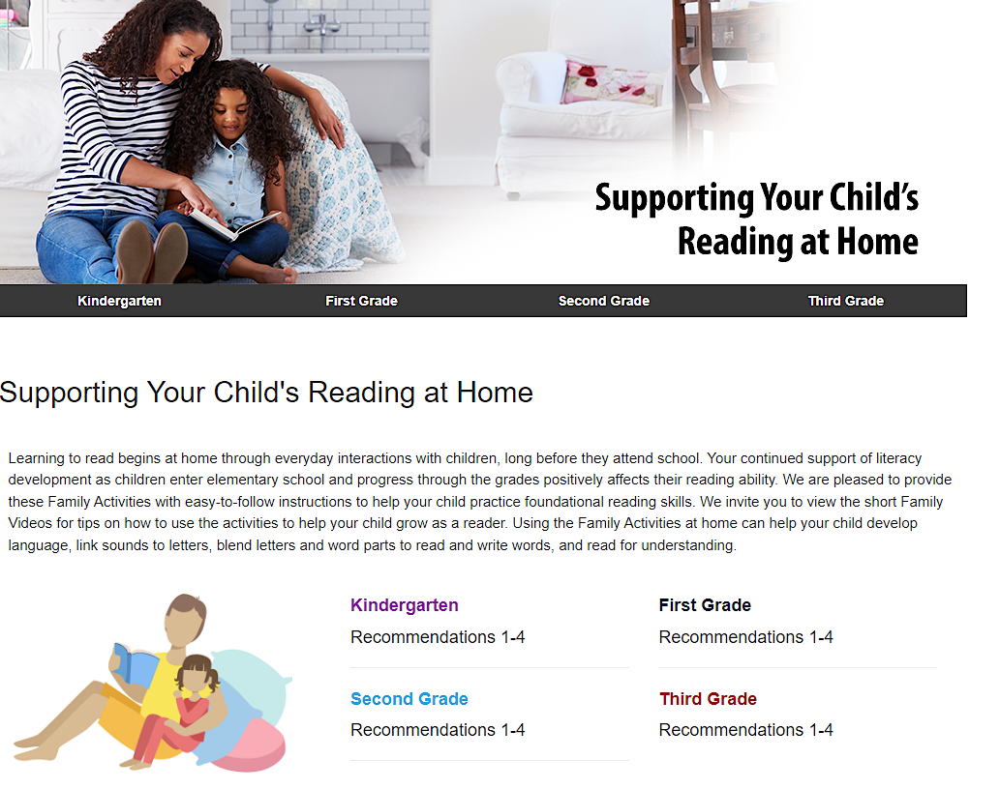 Supporting Your Child’s
Reading at Home
Kindergarten
First Grade
Second Grade
Third Grade
Supporting Your Child's Reading at Home
Learning to read begins at home through everyday interactions with children, long before they attend school. Your continued support of literacy
development as children enter elementary school and progress through the grades positively affects their reading ability. We are pleased to provide
these Family Activities with easy-to-follow instructions to help your child practice foundational reading skills. We invite you to view the short Family
Videos for tips on how to use the activities to help your child grow as a reader. Using the Family Activities at home can help your child develop
language, link sounds to letters, blend letters and word parts to read and write words, and read for understanding.
Kindergarten
Recommendations 1-4
First Grade
Recommendations 1-4
Second Grade
Recommendations 1-4
Third Grade
Recommendations 1-4